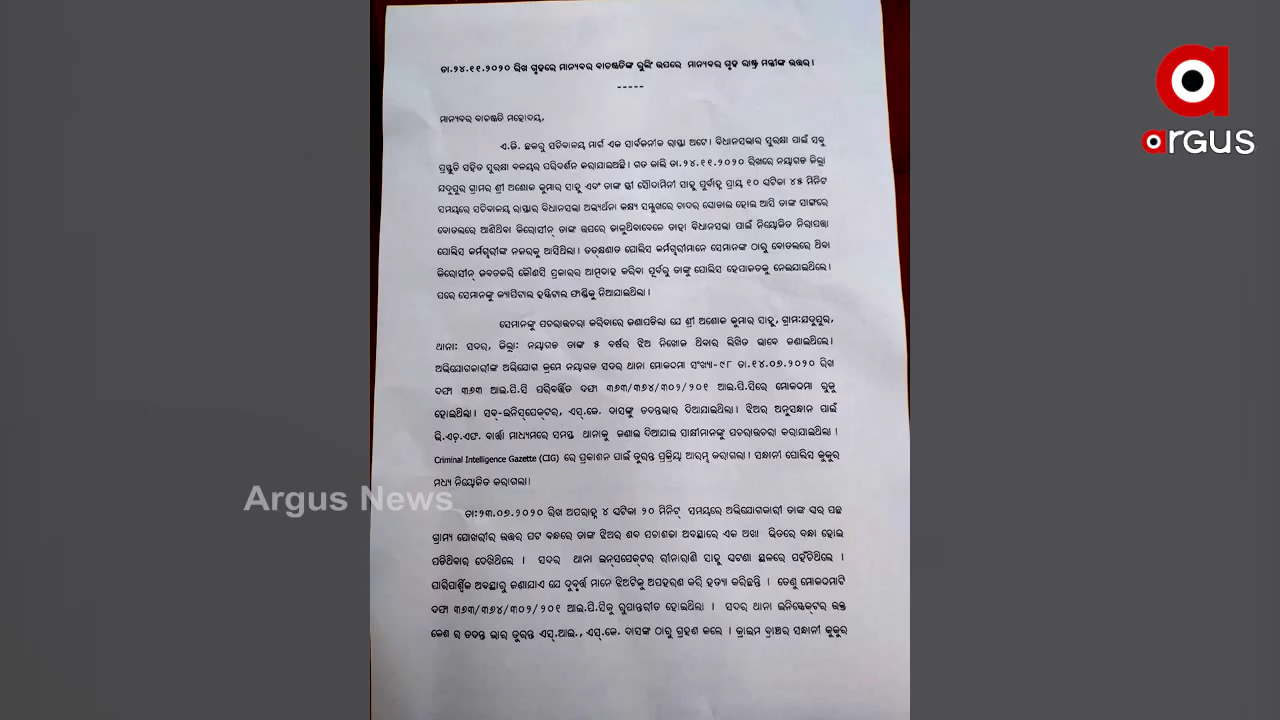 ତା.୨୪.୧୧.୨୦୨୦ ରିଖ ଗୃହରେ ମାନ୍ୟବର ବାଚସ୍ପତିଙ୍କ ରୁଲିଂ ଉପରେ ମାନ୍ୟବର ଗୃହ ରାଷ୍ଟ୍ର ମନ୍ତ୍ରୀଙ୍କ ଉତ୍ତର।
-----
ମାନ୍ୟବର ବାଚସ୍ପତି ମହୋଦୟ,
ଏ.ଜି. ଛକରୁ ସଚିବାଳୟ ମାର୍ଗ ଏକ ସାର୍ବଜନୀକ ରାସ୍ତା ଅଟେ। ବିଧାନସଭାର ସୁରକ୍ଷା ପାଇଁ ସବୁ
ପ୍ରସ୍ତୁତି ସହିତ ସୁରକ୍ଷା ବଳୟର ପରିଦର୍ଶନ କରାଯାଇଅଛି। ଗତ କାଲି ତା.୨୪.୧୧.୨୦୨୦ ରିଖରେ ନୟାଗଡ ଜିଲ୍ଲା
ଯଦୁପୁର ଗ୍ରାମର ଶ୍ରୀ ଅଶୋକ କୁମାର ସାହୁ ଏବଂ ତାଙ୍କ ସ୍ତ୍ରୀ ସୌଦାମିନୀ ସାହୁ ପୂର୍ବାହ୍ନ ପ୍ରାୟ ୧୦ ଘଟିକା ୪୫ ମିନିଟ
ସମୟରେ ସଚିବାଳୟ ରାସ୍ତାର ବିଧାନସଭା ଅଭ୍ୟର୍ଥନା କକ୍ଷ୍ୟ ସମ୍ମୁଖରେ ଚାଦର ଘୋଡାଇ ହୋଇ ଆସି ତାଙ୍କ ସାଙ୍ଗରେ
ବୋତଲରେ ଆଣିଥିବା କିରୋସୀନ୍ ତାଙ୍କ ଉପରେ ଢାଳୁଥିବାବେଳେ ତାହା ବିଧାନସଭା ପାଇଁ ନିୟୋଜିତ ନିରାପତ୍ତା
ପୋଲିସ କର୍ମଚ୍ଚରୀଙ୍କ ନଜରକୁ ଆସିଥିଲା। ତତ୍‌କ୍ଷଣାତ ପୋଲିସ କର୍ମଚ୍ଚରୀମାନେ ସେମାନଙ୍କ ଠାରୁ ବୋତଲରେ ଥିବା
କିରୋସୀନ୍ ଜବତକରି କୌଣସି ପ୍ରକାରର ଆତ୍ମଦାହ କରିବା ପୂର୍ବରୁ ତାଙ୍କୁ ପୋଲିସ ହେପାଜତକୁ ନେଇଯାଇଥିଲେ।
ପରେ ସେମାନଙ୍କୁ କ୍ୟାପିଟାଲ ହସ୍ପିଟାଲ ଫାଣ୍ଡିକୁ ନିଆଯାଇଥିଲା।
ସେମାନଙ୍କୁ ପଚରାଉଚରା କରିବାରେ ଜଣାପଡିଲା ଯେ ଶ୍ରୀ ଅଶୋକ କୁମାର ସାହୁ, ଗ୍ରାମ:ଯଦୁପୁର,
ଥାନା: ସଦର, ଜିଲ୍ଲା: ନୟାଗଡ ତାଙ୍କ ୫ ବର୍ଷର ଝିଅ ନିଖୋଜ ଥିବାର ଲିଖିତ ଭାବେ ଜଣାଇଥିଲେ।
ଅଭିଯୋଗକାରୀଙ୍କ ଅଭିଯୋଗ କ୍ରମେ ନୟାଗଡ ସଦର ଥାନା ମୋକଦ୍ଦମା ସଂଖ୍ୟା-୯୮ ତା.୧୪.୦୭.୨୦୨୦ ରିଖ
ଦଫା ୩୬୩ ଆଇ.ପି.ସି ପରିବର୍ତ୍ତିତ ଦଫା ୩୬୩/୩୬୪/୩୦୨/୨୦୧ ଆଇ.ପି.ସିରେ ମୋକଦ୍ଦମା ରୁଜୁ
ହୋଇଥିଲା। ସବ୍-ଇନିସ୍‌ପେକ୍‌ଟର, ଏସ୍.କେ. ଦାସଙ୍କୁ ତଦନ୍ତଭାର ଦିଆଯାଇଥିଲା। ଝିଅର ଅନୁସନ୍ଧାନ ପାଇଁ
ଭି.ଏଚ୍.ଏଫ. ବାର୍ତ୍ତା ମାଧ୍ୟମରେ ସମସ୍ତ ଥାନାକୁ ଜଣାଇ ଦିଆଯାଇ ସାକ୍ଷୀମାନଙ୍କୁ ପଚରାଉଚରା କରାଯାଇଥିଲା।
Criminal Intelligence Gazette (CIG) ରେ ପ୍ରକାଶନ ପାଇଁ ତୁରନ୍ତ ପ୍ରକ୍ରିୟା ଆରମ୍ଭ କରାଗଲା। ସନ୍ଧାନୀ ପୋଲିସ କୁକୁର
ମଧ୍ୟ ନିୟୋଜିତ କରାଗଲା।
ତା:୨୩.୦୭.୨୦୨୦ ରିଖ ଅପରାହ୍ନ ୪ ଘଟିକା ୨୦ ମିନିଟ୍ ସମୟରେ ଅଭିଯୋଗକାରୀ ତାଙ୍କ ଘର ପଛ
ଗ୍ରାମ୍ୟ ପୋଖରୀର ଉତ୍ତର ପଟ ବନ୍ଧରେ ତାଙ୍କ ଝିଅର ଶବ ପଚାଶଢା ଅବସ୍ଥାରେ ଏକ ଅଖା ଭିତରେ ବନ୍ଧା ହୋଇ
ପଡିଥିବାର ଦେଖିଥିଲେ । ସଦର ଥାନା ଇନ୍‌ସପେକ୍‌ଟର ରୀନାରାଣି ସାହୁ ଘଟଣା ସ୍ଥଳରେ ପହଁଚିଥିଲେ ।
ପାରିପାର୍ଶ୍ଵିକ ଅବସ୍ଥାରୁ ଜଣାଯାଏ ଯେ ଦୁବୃର୍ତ୍ତ ମାନେ ଝିଅଟିକୁ ଅପହରଣ କରି ହତ୍ୟା କରିଛନ୍ତି । ତେଣୁ ମୋକଦ୍ଦମାଟି
ଦଫା ୩୬୩/୩୬୪/୩୦୨/୨୦୧ ଆଇ.ପି.ସିକୁ ରୂପାନ୍ତରୀତ ହୋଇଥିଲା । ସଦର ଥାନା ଇନିସ୍ପେକ୍ଟର ଉକ୍ତ
କେଶ ର ତଦନ୍ତ ଭାର ତୁରନ୍ତ ଏସ୍.ଆଇ., ଏସ୍.କେ. ଦାସଙ୍କ ଠାରୁ ଗ୍ରହଣ କଲେ । କ୍ରାଇମ ବ୍ରାଞ୍ଚର ସନ୍ଧାନୀ କୁକୁର
Argus News
argus